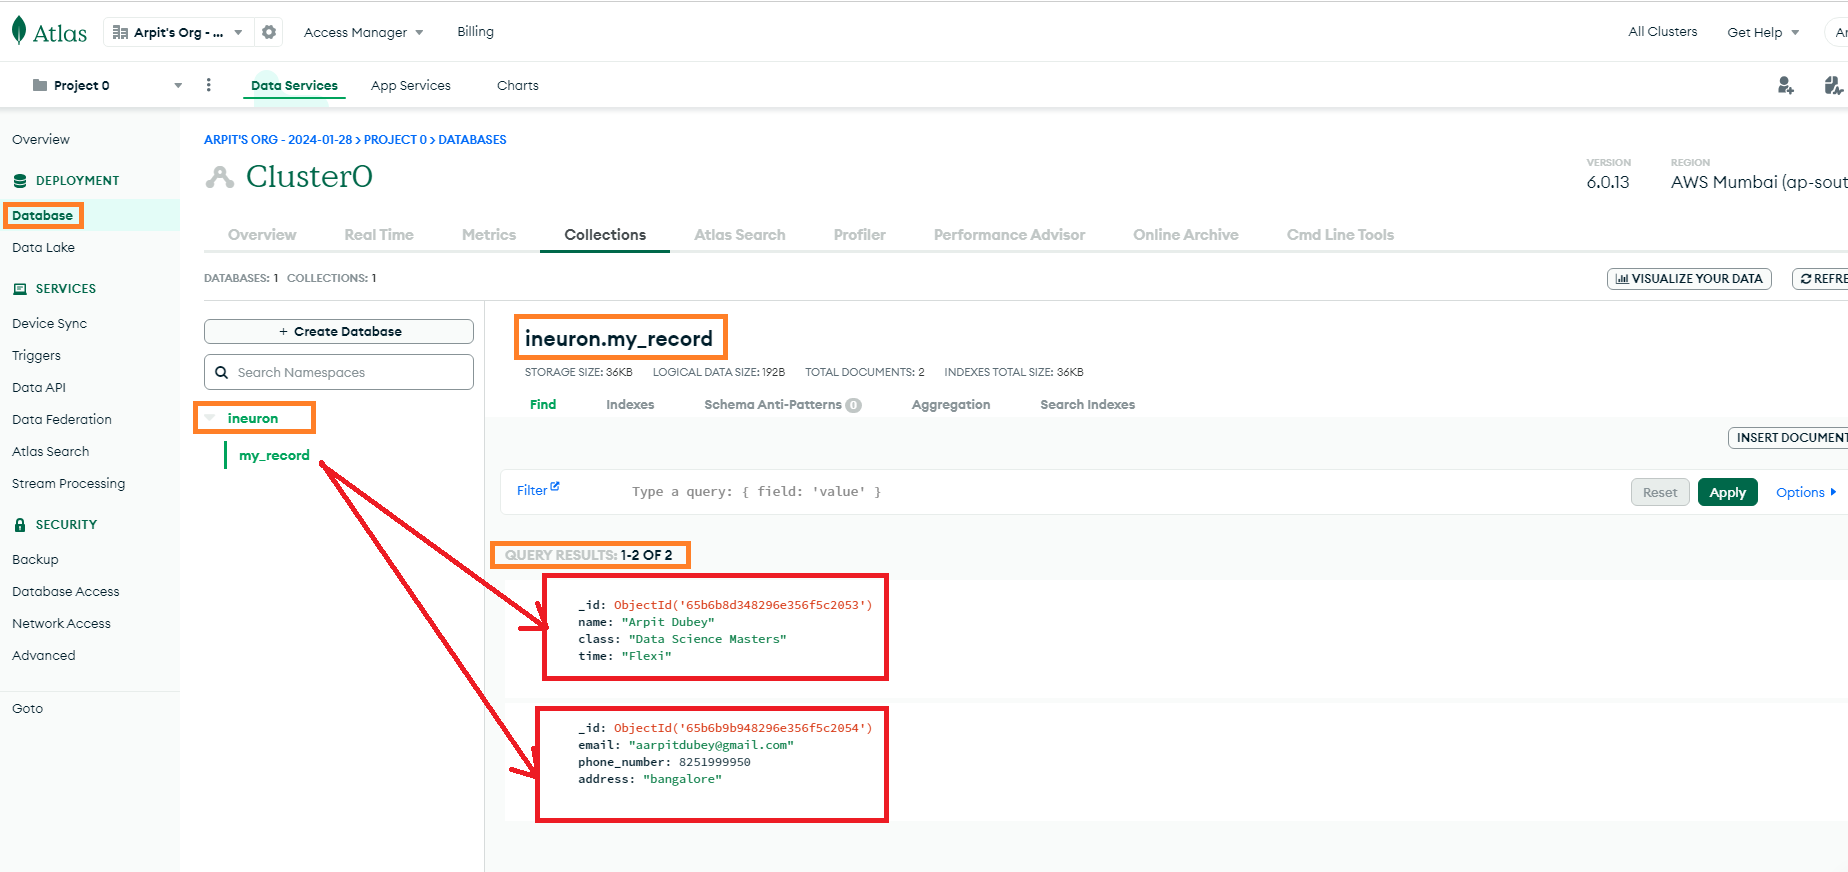 Atlas
Arpit's Org - ...
Access Manager
Billing
All Clusters
Get Help
Project 0
Data Services
App Services
Charts
Overview
DEPLOYMENT
Database
Data Lake
SERVICES
Device Sync
Triggers
Data API
Data Federation
Atlas Search
Stream Processing
SECURITY
Backup
Database Access
Network Access
Advanced
Goto
ARPIT'S ORG - 2024-01-28 > PROJECT 0 > DATABASES
Cluster0
VERSION
6.0.13
REGION
AWS Mumbai (ap-sout
Overview
Real Time
Metrics
Collections
Atlas Search
Profiler
Performance Advisor
Online Archive
Cmd Line Tools
DATABASES: 1 COLLECTIONS: 1
VISUALIZE YOUR DATA
REFRE
+ Create Database
Search Namespaces
ineuron
my_record
ineuron.my_record
STORAGE SIZE: 36KB LOGICAL DATA SIZE: 192B TOTAL DOCUMENTS: 2 INDEXES TOTAL SIZE: 36KB
Find
Indexes
Schema Anti-Patterns 0
Aggregation
Search Indexes
INSERT DOCUMENT
Filter
Type a query: { field: 'value' }
Reset
Apply
Options
QUERY RESULTS: 1-2 OF 2
_id: ObjectId('65b6b8d348296e356f5c2053')
name: "Arpit Dubey"
class: "Data Science Masters"
time: "Flexi"
_id: ObjectId('65b6b9b948296e356f5c2054')
email: "aarpitdubey@gmail.com"
phone_number: 8251999950
address: "bangalore"